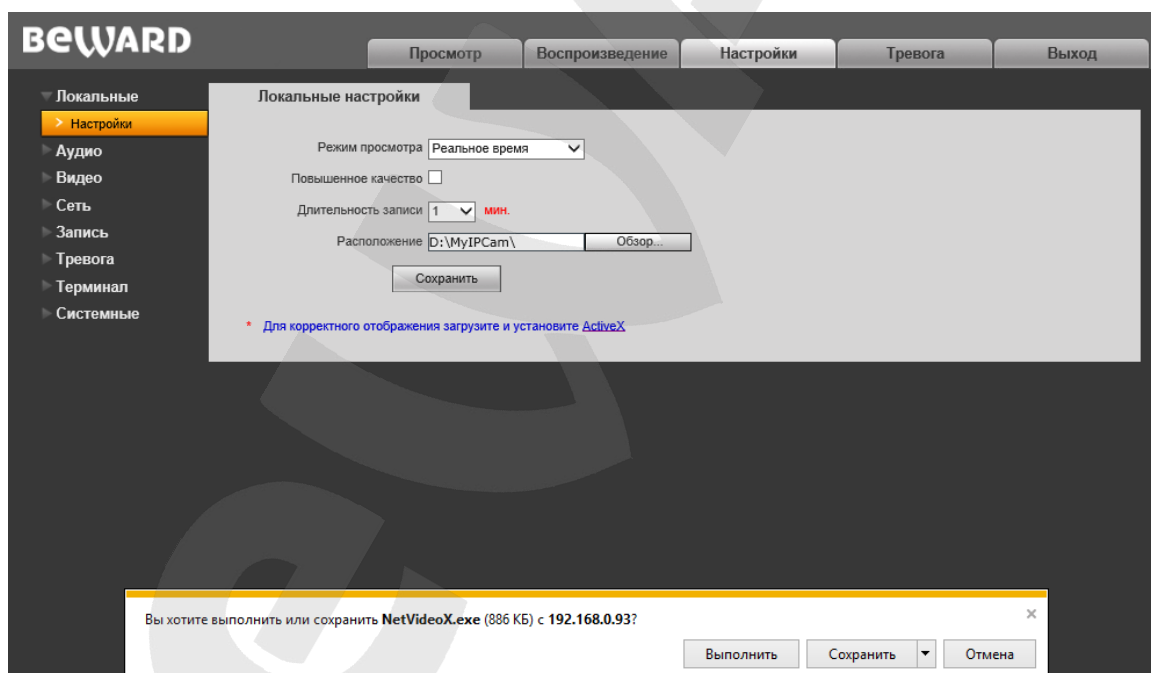 BEWARD
Просмотр Воспроизведение Настройки Тревога Выход
Локальные
Настройки
Аудио
Видео
Сеть
Запись
Тревога
Терминал
Системные
Локальные настройки
Режим просмотра Реальное время
Повышенное качество
Длительность записи 1 мин.
Расположение D:\MyIPCam\ Обзор...
Сохранить
* Для корректного отображения загрузите и установите ActiveX
Вы хотите выполнить или сохранить NetVideoX.exe (886 КБ) с 192.168.0.93?
Выполнить Сохранить Отмена